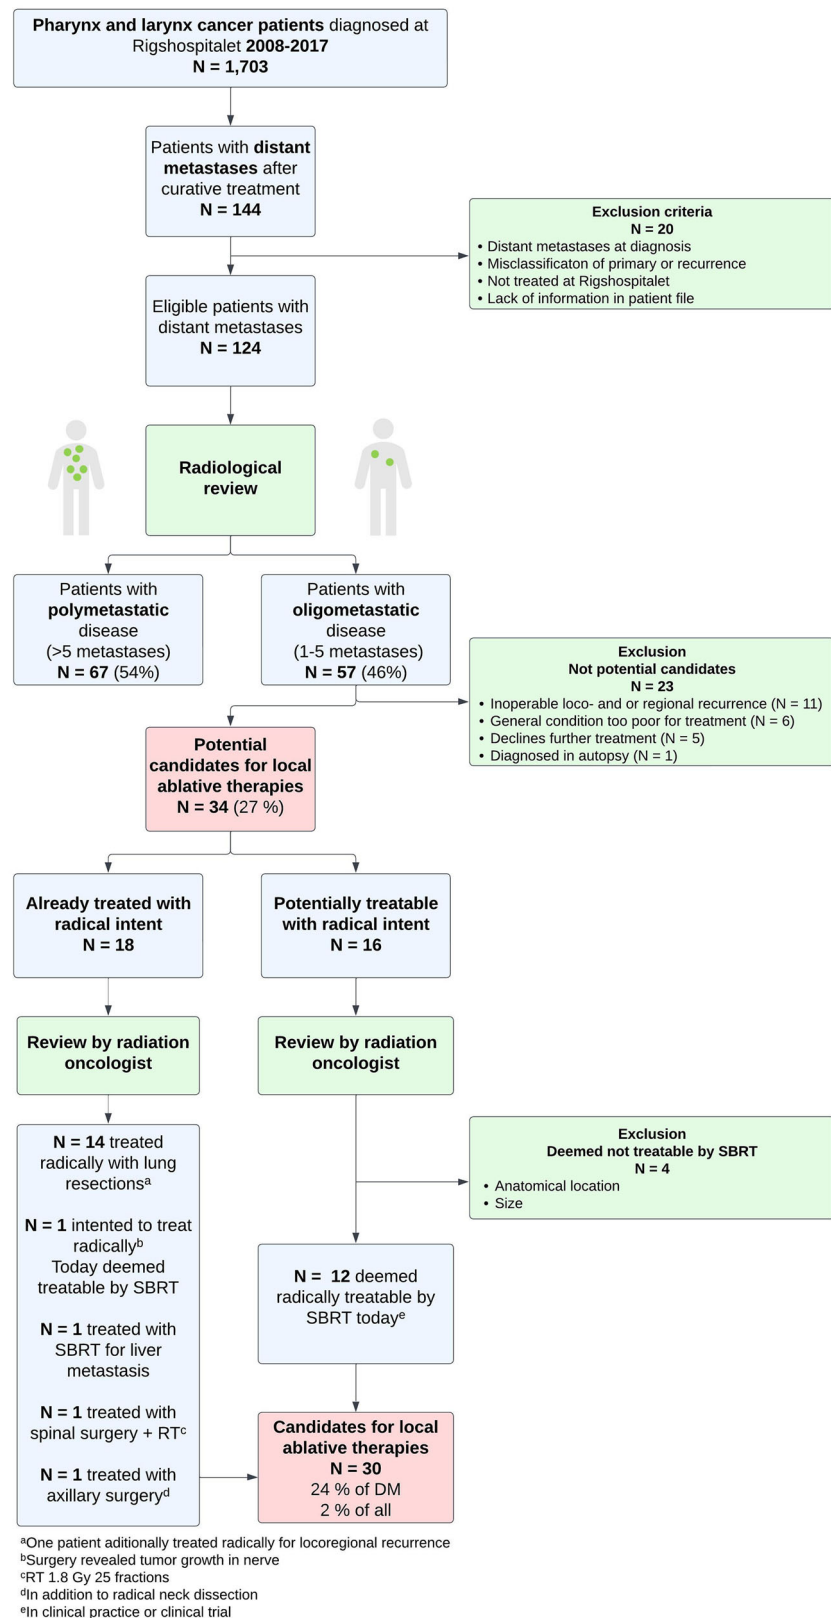 Pharynx and larynx cancer patients diagnosed at
Rigshospitalet 2008-2017
N = 1,703
Patients with distant
metastases after
curative treatment
N = 144
Exclusion criteria
N = 20
• Distant metastases at diagnosis
• Misclassificaton of primary or recurrence
• Not treated at Rigshospitalet
• Lack of information in patient file
Eligible patients with
distant metastases
N = 124
Radiological
review
Patients with
polymetastatic
disease
(>5 metastases)
N = 67 (54%)
Patients with
oligometastatic
disease
(1-5 metastases)
N = 57 (46%)
Exclusion
Not potential candidates
N = 23
• Inoperable loco- and or regional recurrence (N = 11)
• General condition too poor for treatment (N = 6)
• Declines further treatment (N = 5)
• Diagnosed in autopsy (N = 1)
Potential
candidates for local
ablative therapies
N = 34 (27 %)
Already treated with
radical intent
N = 18
Potentially treatable
with radical intent
N = 16
Review by radiation
oncologist
Review by radiation
oncologist
N = 14 treated
radically with lung
resectionsᵃ
N = 1 intented to treat
radicallyᵇ
Today deemed
treatable by SBRT
N = 1 treated with
SBRT for liver
metastasis
N = 1 treated with
spinal surgery + RTᶜ
N = 1 treated with
axillary surgeryᵈ
Exclusion
Deemed not treatable by SBRT
N = 4
• Anatomical location
• Size
N = 12 deemed
radically treatable by
SBRT todayᵉ
Candidates for local
ablative therapies
N = 30
24 % of DM
2 % of all
ᵃOne patient aditionally treated radically for locoregional recurrence
ᵇSurgery revealed tumor growth in nerve
ᶜRT 1.8 Gy 25 fractions
ᵈIn addition to radical neck dissection
ᵉIn clinical practice or clinical trial